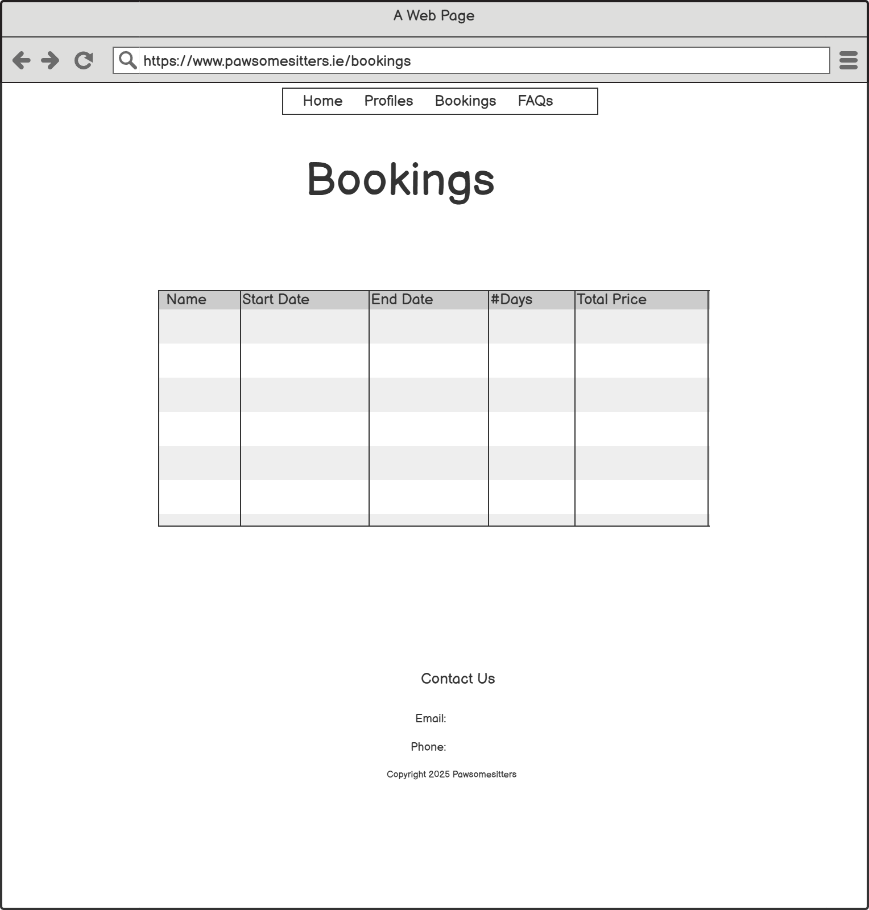 A Web Page
https://www.pawsomesitters.ie/bookings
Home Profiles Bookings FAQs
Bookings
Name Start Date End Date #Days Total Price
Contact Us
Email:
Phone:
Copyright 2025 Pawsomesitters